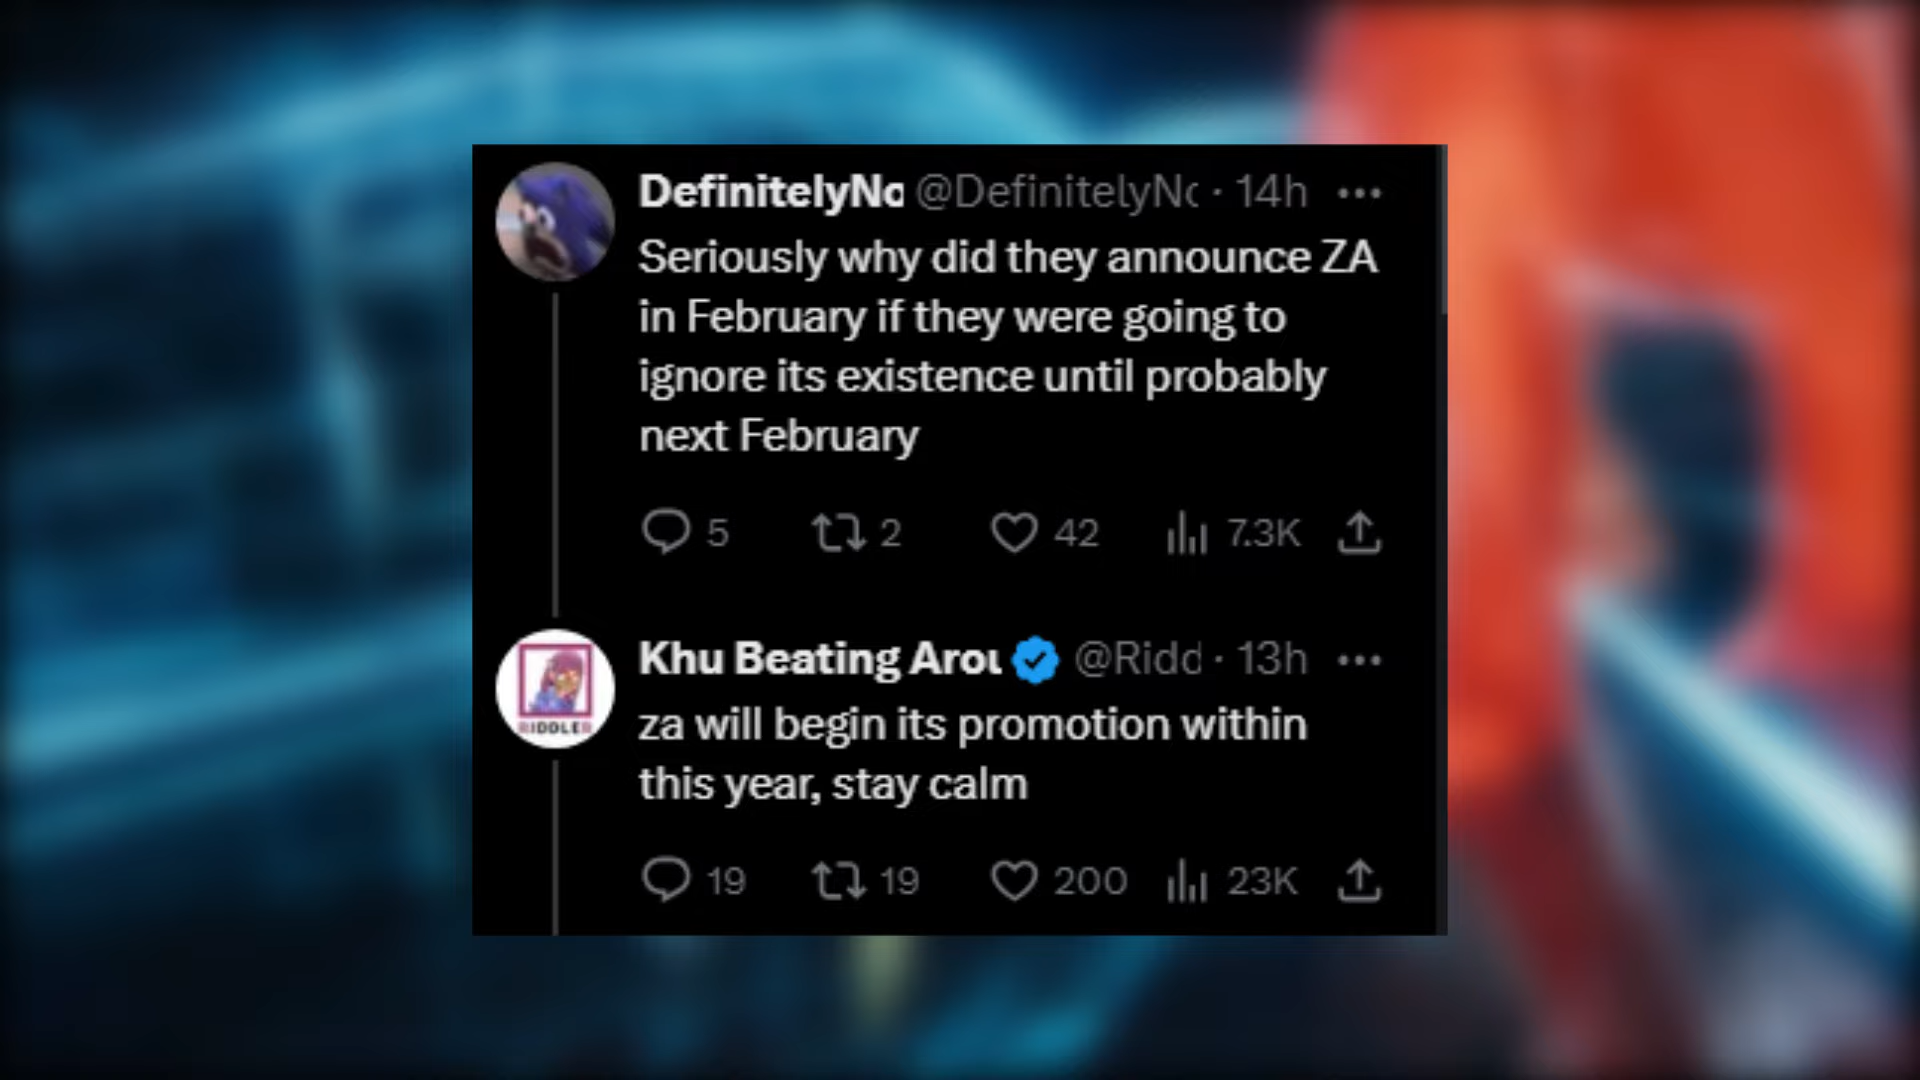 DefinitelyNo @DefinitelyNo · 14h
Seriously why did they announce ZA
in February if they were going to
ignore its existence until probably
next February
5 2 42 7.3K
Khu Beating Arou @Ridd · 13h
RIDDLER
za will begin its promotion within
this year, stay calm
19 19 200 23K